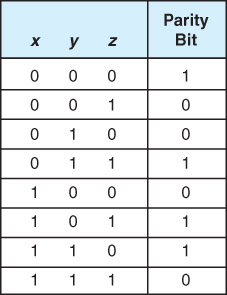 x y z Parity Bit
0 0 0 1
0 0 1 0
0 1 0 0
0 1 1 1
1 0 0 0
1 0 1 1
1 1 0 1
1 1 1 0